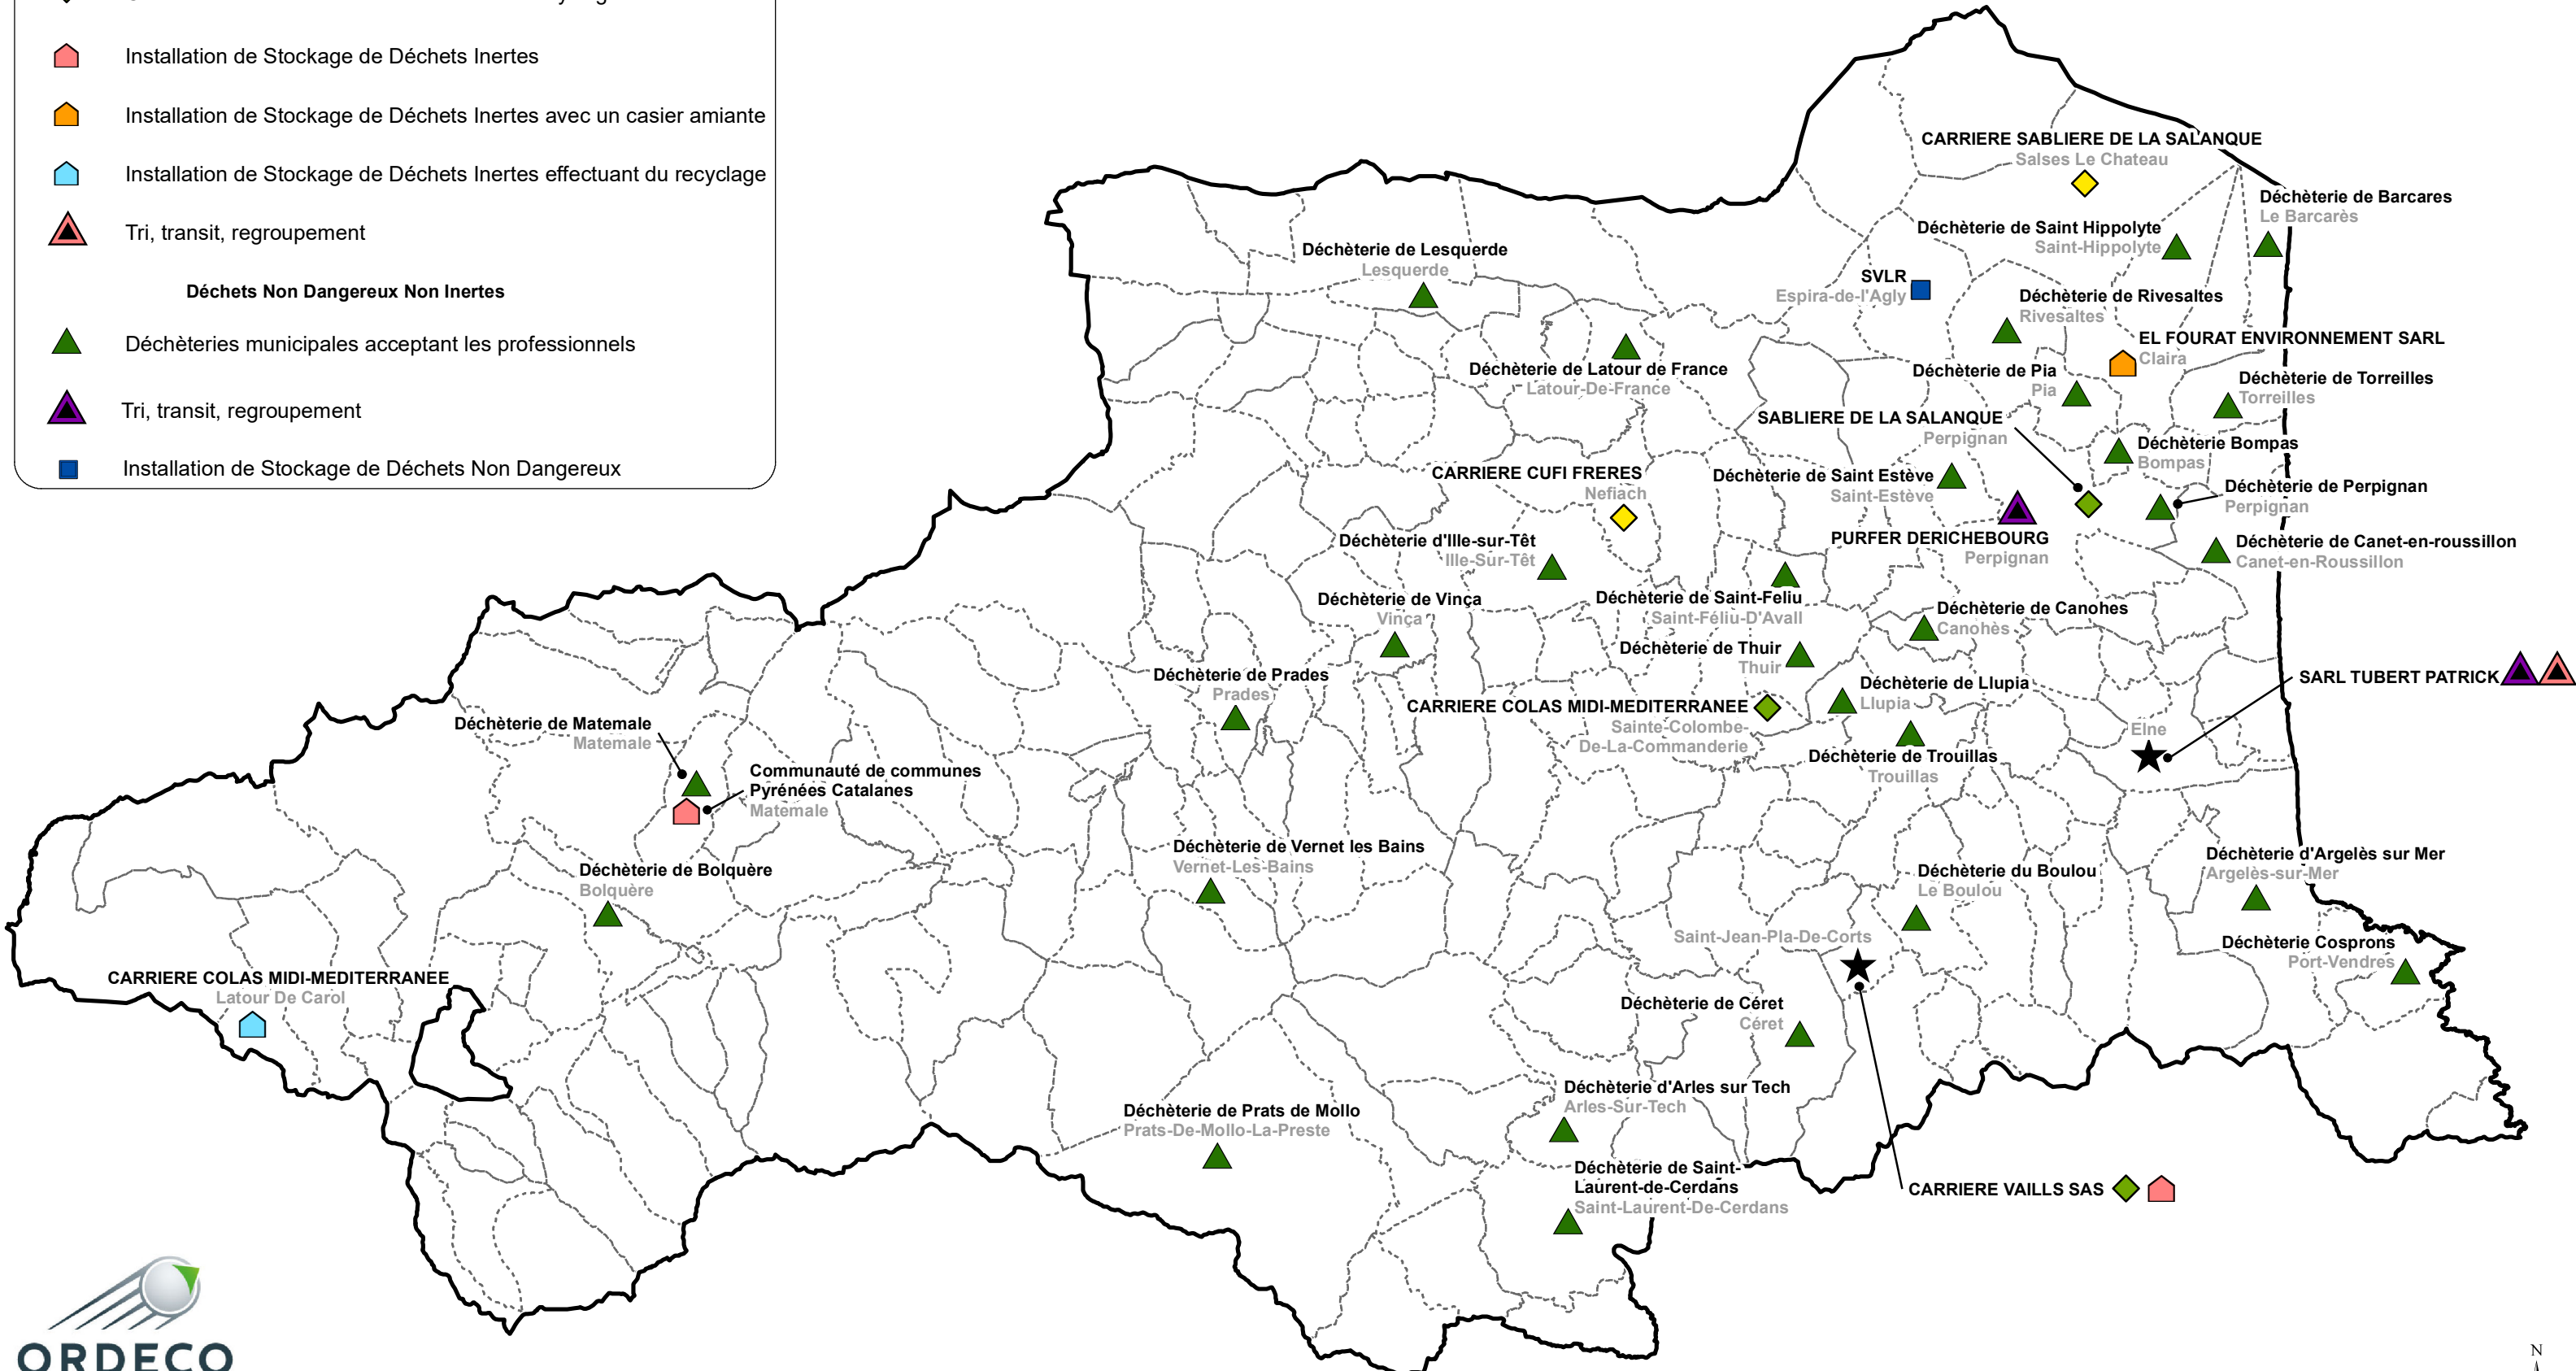 Installation de Stockage de Déchets Inertes
Installation de Stockage de Déchets Inertes avec un casier amiante
Installation de Stockage de Déchets Inertes effectuant du recyclage
Tri, transit, regroupement
Déchets Non Dangereux Non Inertes
Déchèteries municipales acceptant les professionnels
Tri, transit, regroupement
Installation de Stockage de Déchets Non Dangereux
CARRIERE SABLIERE DE LA SALANQUE
Salses Le Chateau
Déchèterie de Barcares
Le Barcarès
Déchèterie de Saint Hippolyte
Saint-Hippolyte
Déchèterie de Lesquerde
Lesquerde
SVLR
Espira-de-l'Agly
Déchèterie de Rivesaltes
Rivesaltes
EL FOURAT ENVIRONNEMENT SARL
Claira
Déchèterie de Latour de France
Latour-De-France
Déchèterie de Pia
Pia
Déchèterie de Torreilles
Torreilles
SABLIERE DE LA SALANQUE
Perpignan
Déchèterie Bompas
Bompas
CARRIERE CUFI FRERES
Nefiach
Déchèterie de Saint Estève
Saint-Estève
Déchèterie de Perpignan
Perpignan
PURFER DERICHEBOURG
Perpignan
Déchèterie d'Ille-sur-Têt
Ille-Sur-Têt
Déchèterie de Canet-en-roussillon
Canet-en-Roussillon
Déchèterie de Vinça
Vinça
Déchèterie de Saint-Feliu
Saint-Féliu-D'Avall
Déchèterie de Canohes
Canohès
Déchèterie de Thuir
Thuir
Déchèterie de Prades
Prades
SARL TUBERT PATRICK
Elne
Déchèterie de Llupia
Llupia
CARRIERE COLAS MIDI-MEDITERRANEE
Sainte-Colombe-
De-La-Commanderie
Déchèterie de Matemale
Matemale
Déchèterie de Trouillas
Trouillas
Communauté de communes
Pyrénées Catalanes
Matemale
Déchèterie de Vernet les Bains
Vernet-Les-Bains
Déchèterie d'Argelès sur Mer
Argelès-sur-Mer
Déchèterie de Bolquère
Bolquère
Déchèterie du Boulou
Le Boulou
Saint-Jean-Pla-De-Corts
Déchèterie Cosprons
Port-Vendres
CARRIERE COLAS MIDI-MEDITERRANEE
Latour De Carol
Déchèterie de Céret
Céret
Déchèterie d'Arles sur Tech
Arles-Sur-Tech
Déchèterie de Prats de Mollo
Prats-De-Mollo-La-Preste
Déchèterie de Saint-
Laurent-de-Cerdans
Saint-Laurent-De-Cerdans
CARRIERE VAILLS SAS
ORDECO
N